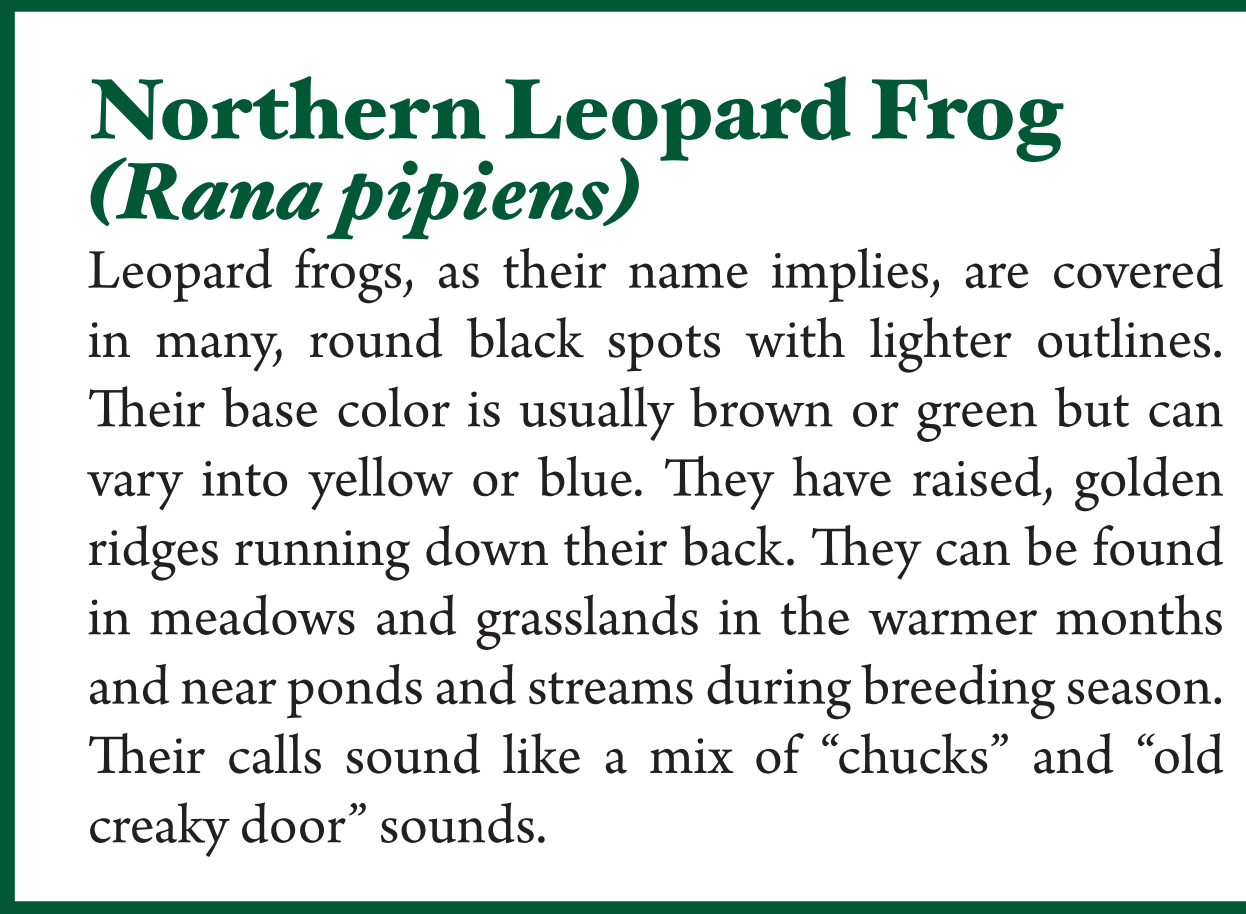 Northern Leopard Frog
(Rana pipiens)
Leopard frogs, as their name implies, are covered
in many, round black spots with lighter outlines.
Their base color is usually brown or green but can
vary into yellow or blue. They have raised, golden
ridges running down their back. They can be found
in meadows and grasslands in the warmer months
and near ponds and streams during breeding season.
Their calls sound like a mix of “chucks” and “old
creaky door” sounds.